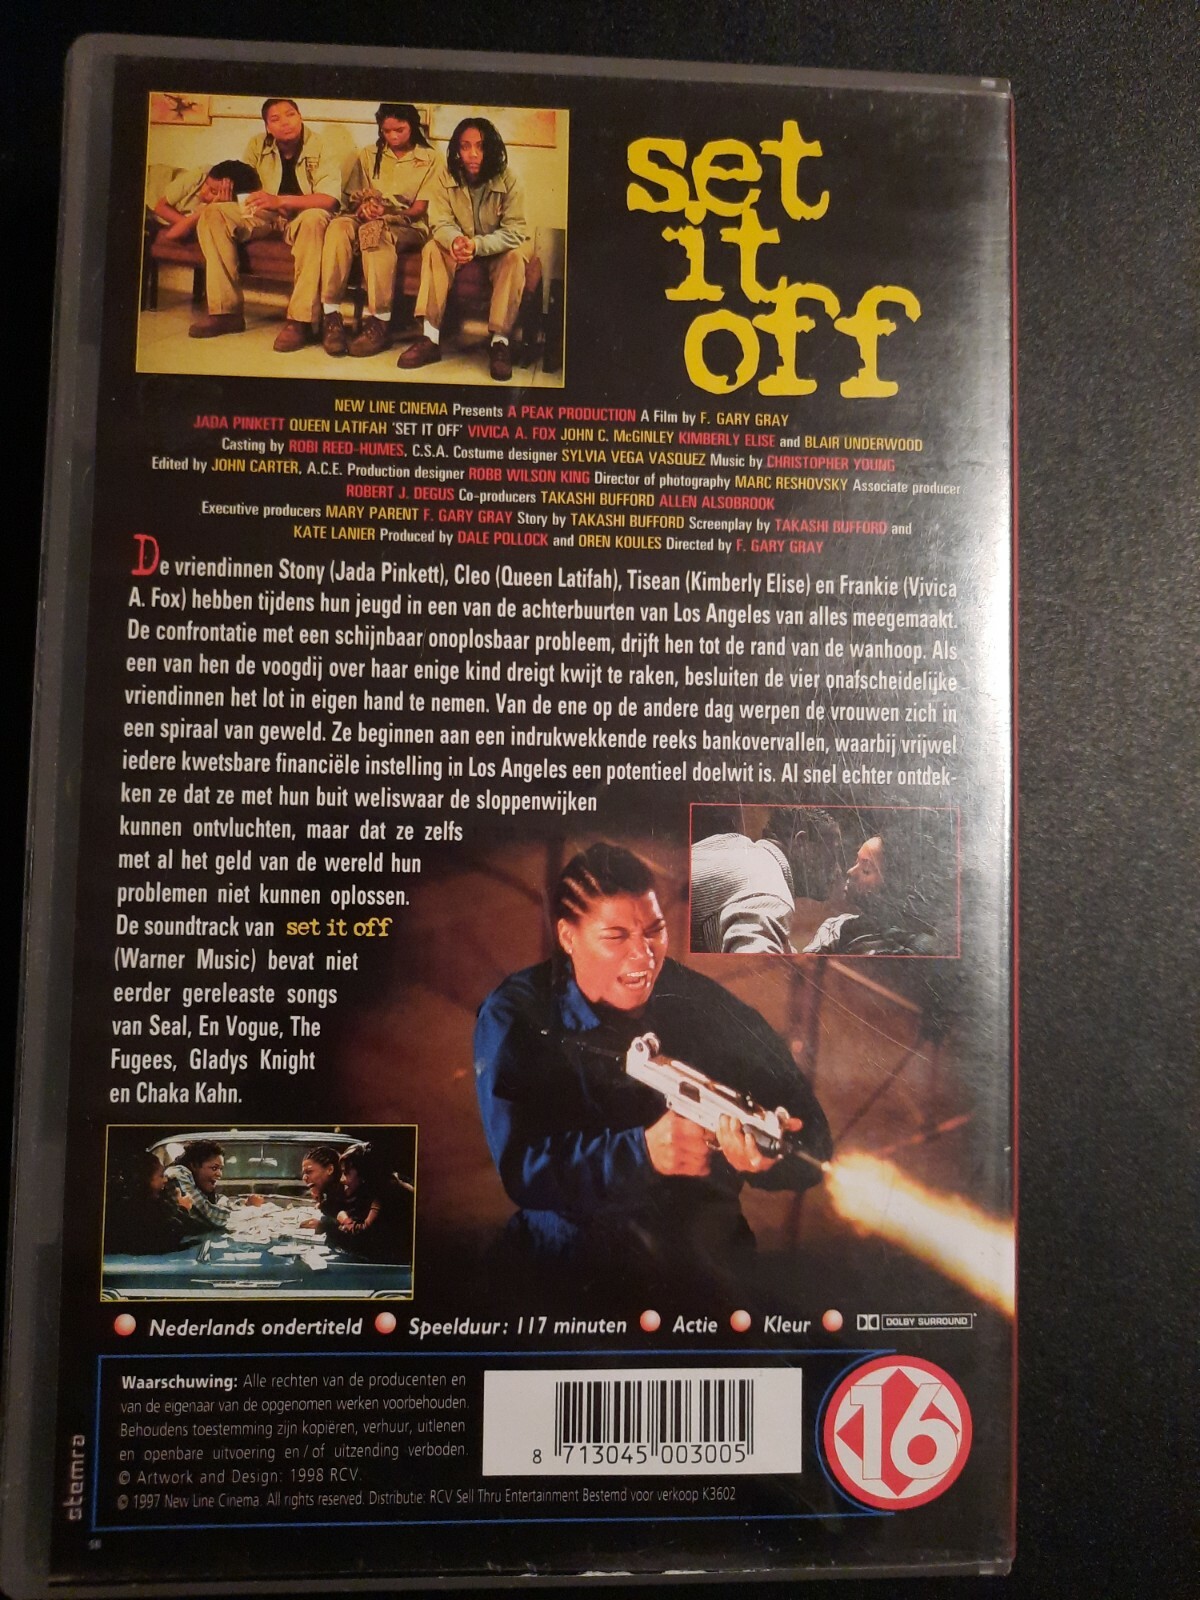 set
it
off
NEW LINE CINEMA Presents A PEAK PRODUCTION A Film by F. GARY GRAY
JADA PINKETT QUEEN LATIFAH 'SET IT OFF' VIVICA A. FOX JOHN C. McGINLEY KIMBERLY ELISE and BLAIR UNDERWOOD
Casting by ROBI REED-HUMES, C.S.A. Costume designer SYLVIA VEGA VASQUEZ Music by CHRISTOPHER YOUNG
Edited by JOHN CARTER, A.C.E. Production designer ROBB WILSON KING Director of photography MARC RESHOVSKY Associate producer
ROBERT J. DEGUS Co-producers TAKASHI BUFFORD ALLEN ALSOBROOK
Executive producers MARY PARENT F. GARY GRAY Story by TAKASHI BUFFORD Screenplay by TAKASHI BUFFORD and
KATE LANIER Produced by DALE POLLOCK and OREN KOULES Directed by F. GARY GRAY
De vriendinnen Stony (Jada Pinkett), Cleo (Queen Latifah), Tisean (Kimberly Elise) en Frankie (Vivica
A. Fox) hebben tijdens hun jeugd in een van de achterbuurten van Los Angeles van alles meegemaakt.
De confrontatie met een schijnbaar onoplosbaar probleem, drijft hen tot de rand van de wanhoop. Als
een van hen de voogdij over haar enige kind dreigt kwijt te raken, besluiten de vier onafscheidelijke
vriendinnen het lot in eigen hand te nemen. Van de ene op de andere dag werpen de vrouwen zich in
een spiraal van geweld. Ze beginnen aan een indrukwekkende reeks bankovervallen, waarbij vrijwel
iedere kwetsbare financiële instelling in Los Angeles een potentieel doelwit is. Al snel echter ontdek-
ken ze dat ze met hun buit weliswaar de sloppenwijken
kunnen ontvluchten, maar dat ze zelfs
met al het geld van de wereld hun
problemen niet kunnen oplossen.
De soundtrack van set it off
(Warner Music) bevat niet
eerder gereleaste songs
van Seal, En Vogue, The
Fugees, Gladys Knight
en Chaka Kahn.
Nederlands ondertiteld Speelduur: 117 minuten Actie Kleur DOLBY SURROUND
Waarschuwing: Alle rechten van de producenten en
van de eigenaar van de opgenomen werken voorbehouden.
Behoudens toestemming zijn kopiëren, verhuur, uitlenen
en openbare uitvoering en/of uitzending verboden.
© Artwork and Design: 1998 RCV.
© 1997 New Line Cinema. All rights reserved. Distributie: RCV Sell Thru Entertainment Bestemd voor verkoop K3602
8 713045 003005
16
stemra